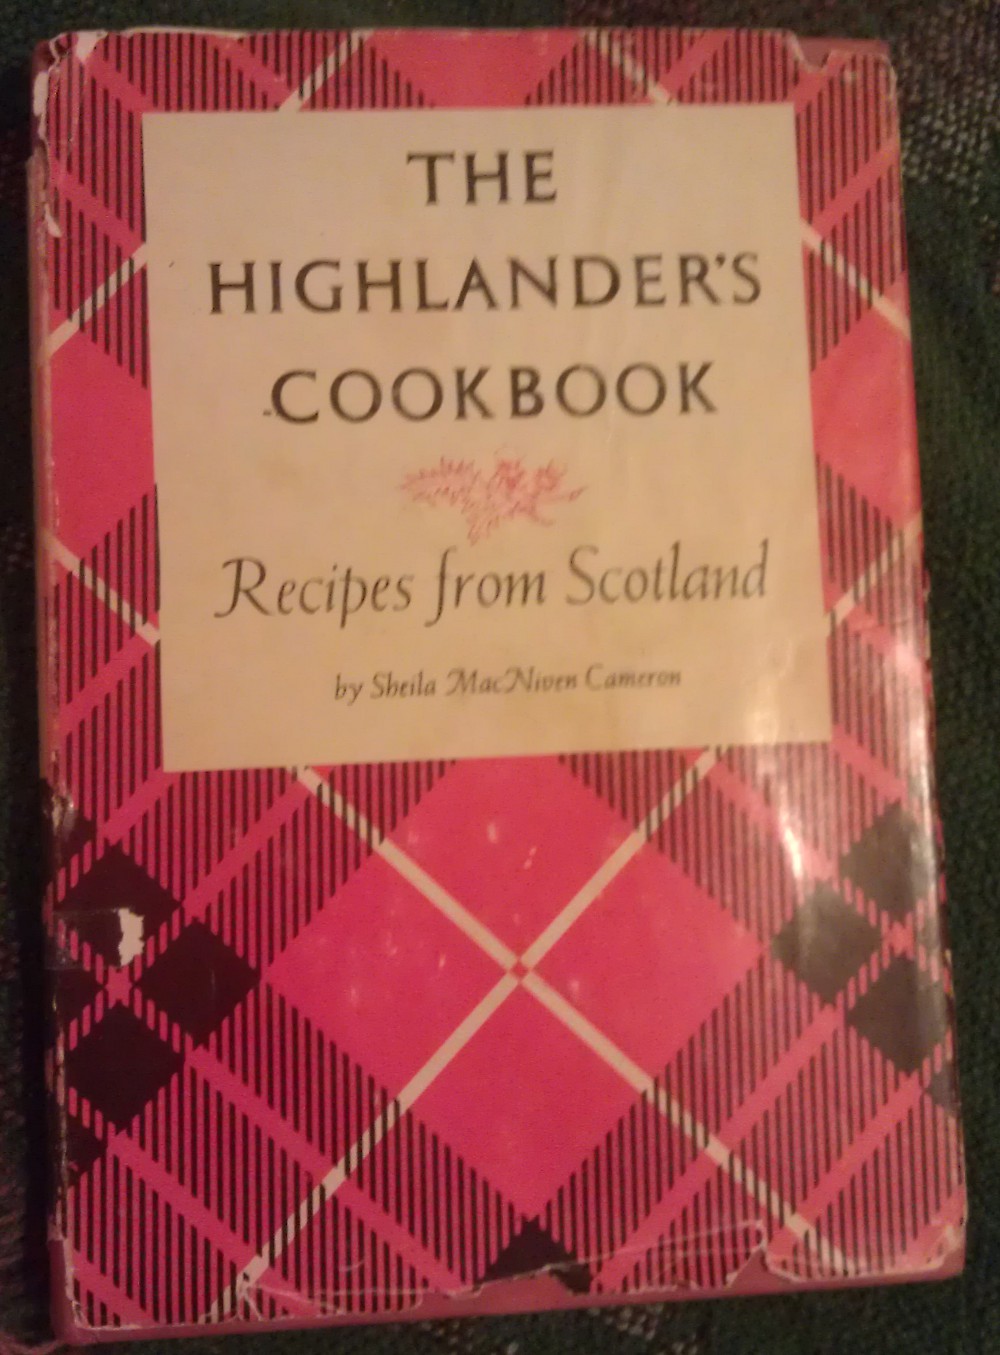 THE
HIGHLANDER'S
COOKBOOK
Recipes from Scotland
by Sheila MacNiven Cameron